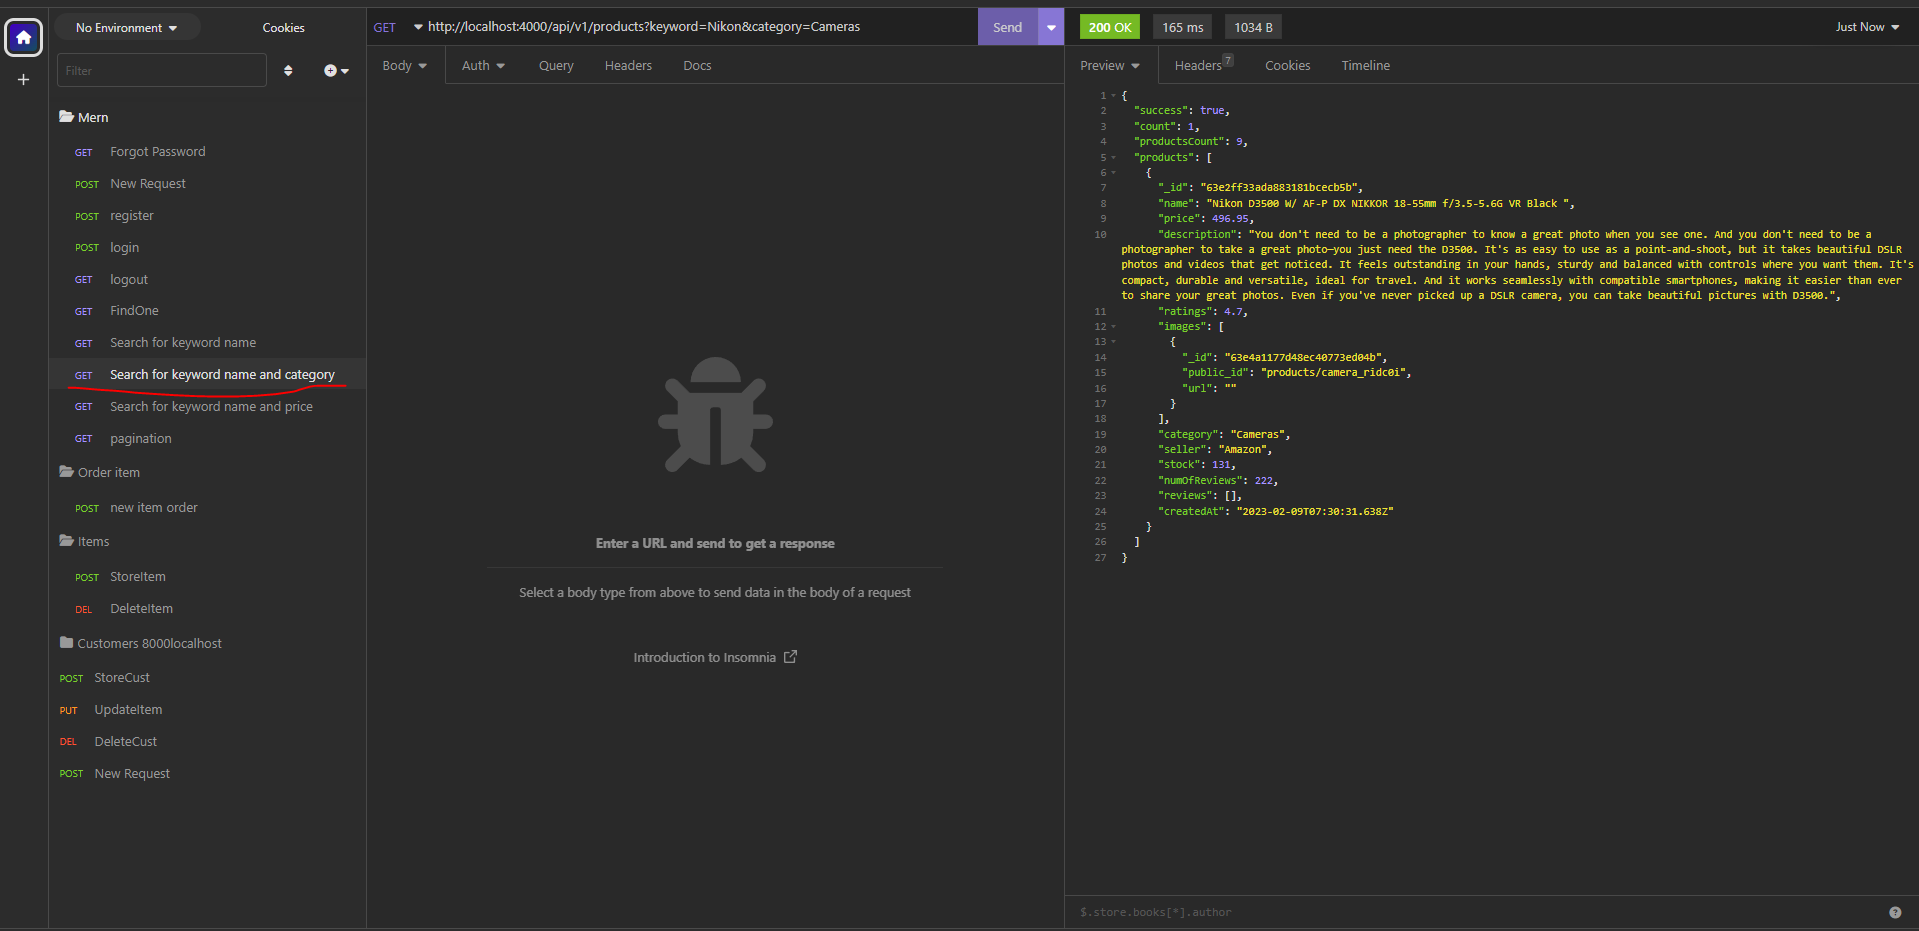 No Environment
Cookies
Filter
Mern
GET Forgot Password
POST New Request
POST register
POST login
GET logout
GET FindOne
GET Search for keyword name
GET Search for keyword name and category
GET Search for keyword name and price
GET pagination
Order item
POST new item order
Items
POST StoreItem
DEL DeleteItem
Customers 8000localhost
POST StoreCust
PUT UpdateItem
DEL DeleteCust
POST New Request
GET http://localhost:4000/api/v1/products?keyword=Nikon&category=Cameras Send
Body Auth Query Headers Docs
Enter a URL and send to get a response
Select a body type from above to send data in the body of a request
Introduction to Insomnia
200 OK 165 ms 1034 B Just Now
Preview Headers 7 Cookies Timeline
1 {
2 "success": true,
3 "count": 1,
4 "productsCount": 9,
5 "products": [
6 {
7 "_id": "63e2ff33ada883181bcecb5b",
8 "name": "Nikon D3500 W/ AF-P DX NIKKOR 18-55mm f/3.5-5.6G VR Black ",
9 "price": 496.95,
10 "description": "You don't need to be a photographer to know a great photo when you see one. And you don't need to be a
photographer to take a great photo—you just need the D3500. It's as easy to use as a point-and-shoot, but it takes beautiful DSLR
photos and videos that get noticed. It feels outstanding in your hands, sturdy and balanced with controls where you want them. It's
compact, durable and versatile, ideal for travel. And it works seamlessly with compatible smartphones, making it easier than ever
to share your great photos. Even if you've never picked up a DSLR camera, you can take beautiful pictures with D3500.",
11 "ratings": 4.7,
12 "images": [
13 {
14 "_id": "63e4a1177d48ec40773ed04b",
15 "public_id": "products/camera_ridc0i",
16 "url": ""
17 }
18 ],
19 "category": "Cameras",
20 "seller": "Amazon",
21 "stock": 131,
22 "numOfReviews": 222,
23 "reviews": [],
24 "createdAt": "2023-02-09T07:30:31.638Z"
25 }
26 ]
27 }
$.store.books[*].author